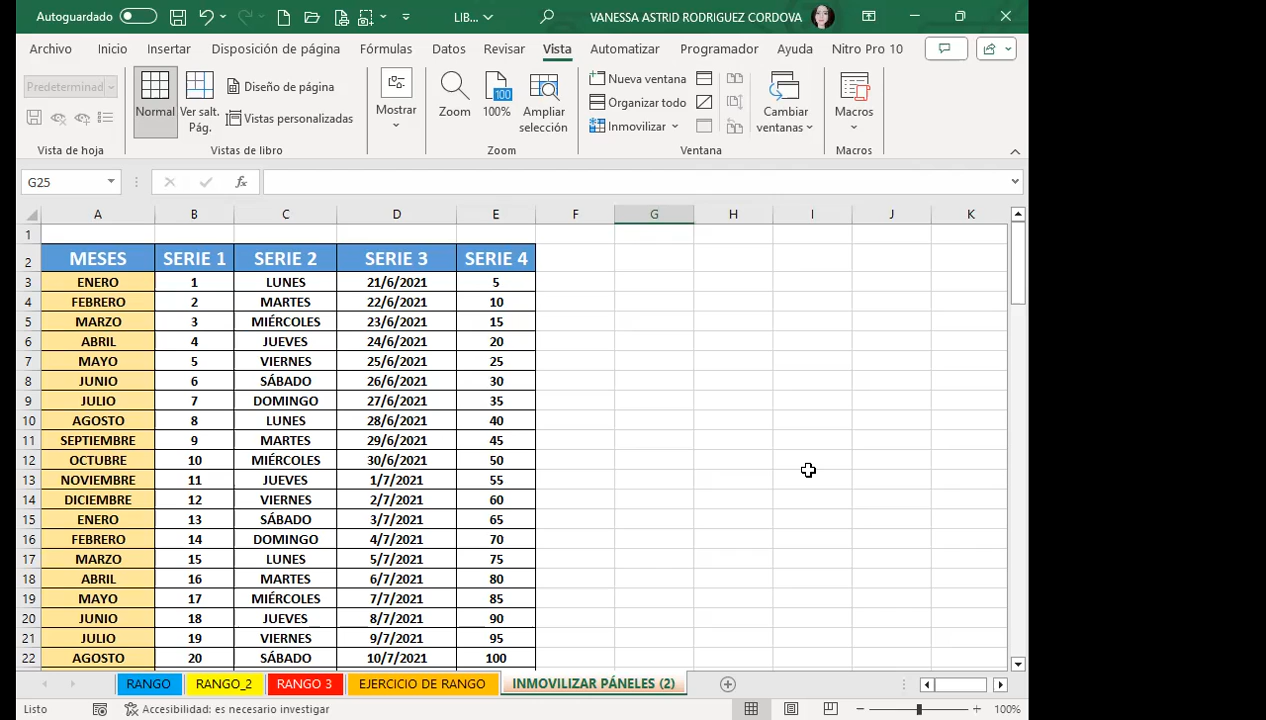 Autoguardado LIB... VANESSA ASTRID RODRIGUEZ CORDOVA
Archivo Inicio Insertar Disposición de página Fórmulas Datos Revisar Vista Automatizar Programador Ayuda Nitro Pro 10
Predeterminad Normal Ver salt. Pág. Diseño de página Vistas personalizadas Mostrar Zoom 100 100% Ampliar selección Nueva ventana Organizar todo Inmovilizar Cambiar ventanas Macros
Vista de hoja Vistas de libro Zoom Ventana Macros
G25 fx
A B C D E F G H I J K
1
2 MESES SERIE 1 SERIE 2 SERIE 3 SERIE 4
3 ENERO 1 LUNES 21/6/2021 5
4 FEBRERO 2 MARTES 22/6/2021 10
5 MARZO 3 MIÉRCOLES 23/6/2021 15
6 ABRIL 4 JUEVES 24/6/2021 20
7 MAYO 5 VIERNES 25/6/2021 25
8 JUNIO 6 SÁBADO 26/6/2021 30
9 JULIO 7 DOMINGO 27/6/2021 35
10 AGOSTO 8 LUNES 28/6/2021 40
11 SEPTIEMBRE 9 MARTES 29/6/2021 45
12 OCTUBRE 10 MIÉRCOLES 30/6/2021 50
13 NOVIEMBRE 11 JUEVES 1/7/2021 55
14 DICIEMBRE 12 VIERNES 2/7/2021 60
15 ENERO 13 SÁBADO 3/7/2021 65
16 FEBRERO 14 DOMINGO 4/7/2021 70
17 MARZO 15 LUNES 5/7/2021 75
18 ABRIL 16 MARTES 6/7/2021 80
19 MAYO 17 MIÉRCOLES 7/7/2021 85
20 JUNIO 18 JUEVES 8/7/2021 90
21 JULIO 19 VIERNES 9/7/2021 95
22 AGOSTO 20 SÁBADO 10/7/2021 100
RANGO RANGO_2 RANGO 3 EJERCICIO DE RANGO INMOVILIZAR PÁNELES (2)
Listo Accesibilidad: es necesario investigar 100%